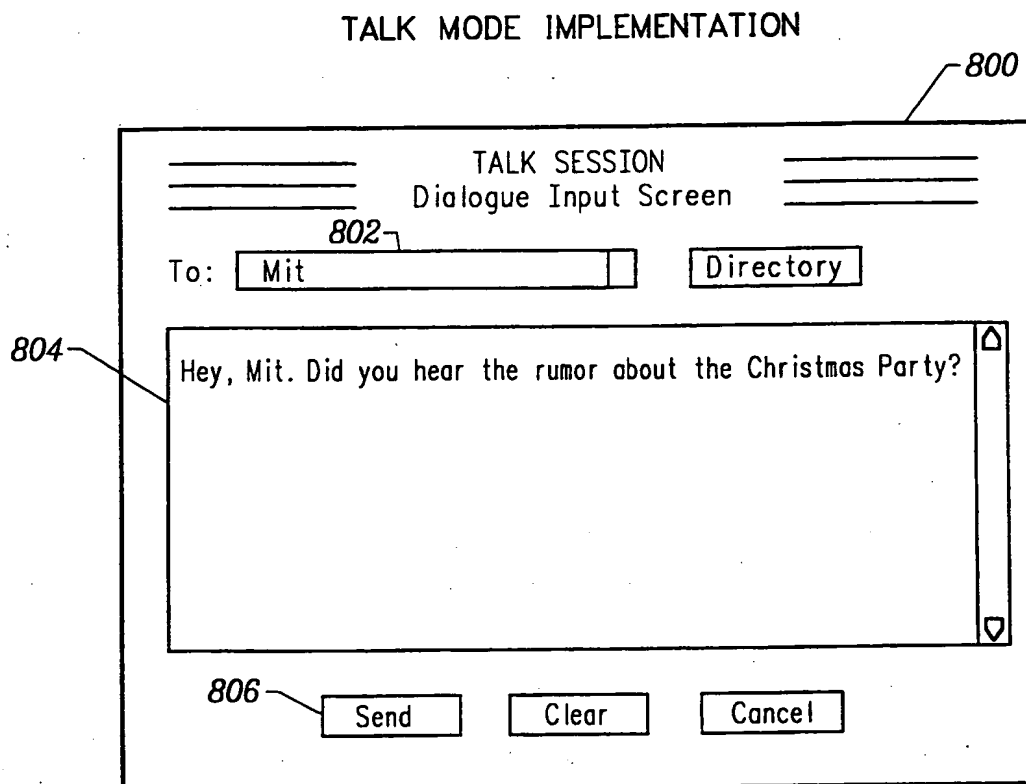 TALK MODE IMPLEMENTATION
800
TALK SESSION
Dialogue Input Screen
802
To: Mit Directory
804
Hey, Mit. Did you hear the rumor about the Christmas Party?
806
Send Clear Cancel